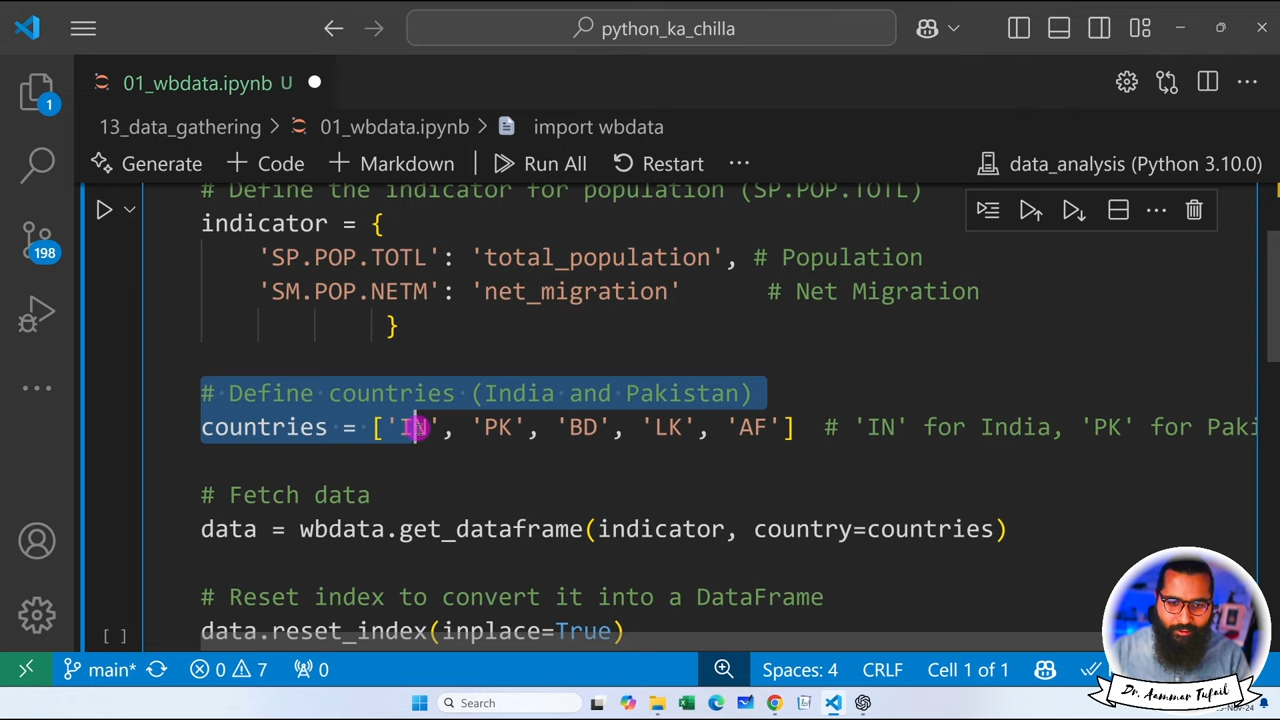 python_ka_chilla
01_wbdata.ipynb U
13_data_gathering > 01_wbdata.ipynb > import wbdata
Generate + Code + Markdown Run All Restart ...
data_analysis (Python 3.10.0)
# Define the indicator for population (SP.POP.TOTL)
indicator = {
'SP.POP.TOTL': 'total_population', # Population
'SM.POP.NETM': 'net_migration' # Net Migration
}
# Define countries (India and Pakistan)
countries = ['IN', 'PK', 'BD', 'LK', 'AF'] # 'IN' for India, 'PK' for Paki
# Fetch data
data = wbdata.get_dataframe(indicator, country=countries)
# Reset index to convert it into a DataFrame
data.reset_index(inplace=True)
[ ]
1
198
main* 0 7 0
Spaces: 4 CRLF Cell 1 of 1
Search
Dr. Aammar Tufail